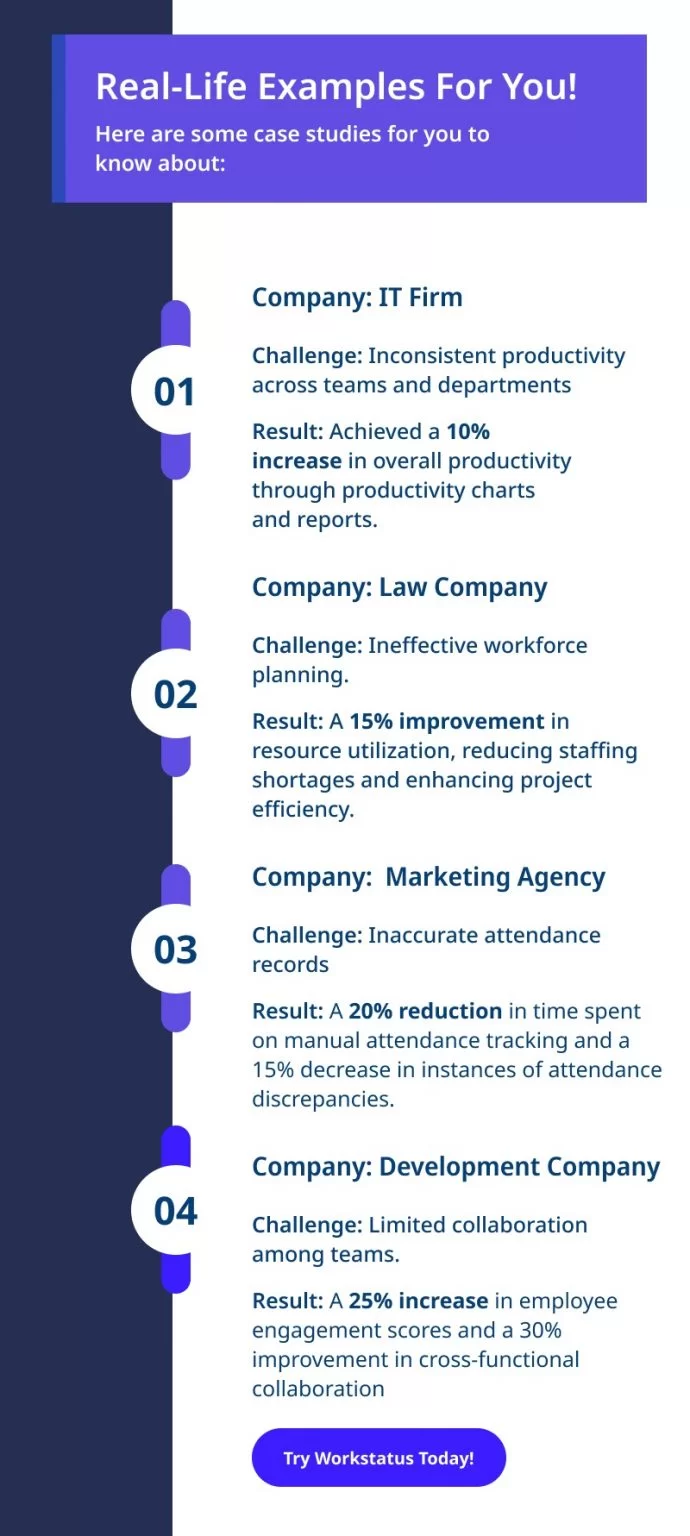 Real-Life Examples For You!
Here are some case studies for you to
know about:
01
Company: IT Firm
Challenge: Inconsistent productivity
across teams and departments
Result: Achieved a 10%
increase in overall productivity
through productivity charts
and reports.
02
Company: Law Company
Challenge: Ineffective workforce
planning.
Result: A 15% improvement in
resource utilization, reducing staffing
shortages and enhancing project
efficiency.
03
Company:  Marketing Agency
Challenge: Inaccurate attendance
records
Result: A 20% reduction in time spent
on manual attendance tracking and a
15% decrease in instances of attendance
discrepancies.
04
Company: Development Company
Challenge: Limited collaboration
among teams.
Result: A 25% increase in employee
engagement scores and a 30%
improvement in cross-functional
collaboration
Try Workstatus Today!